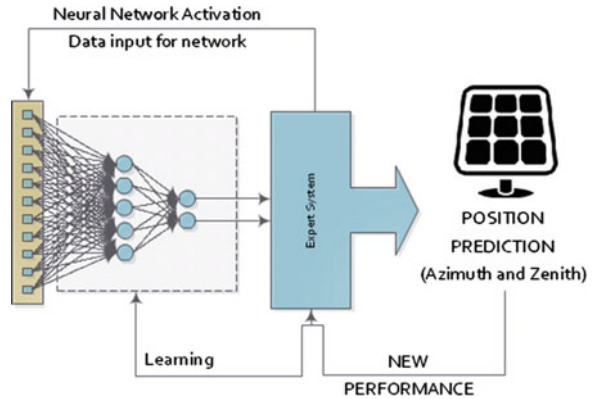 Neural Network Activation
Data input for network
Expert System
POSITION
PREDICTION
(Azimuth and Zenith)
Learning
NEW
PERFORMANCE